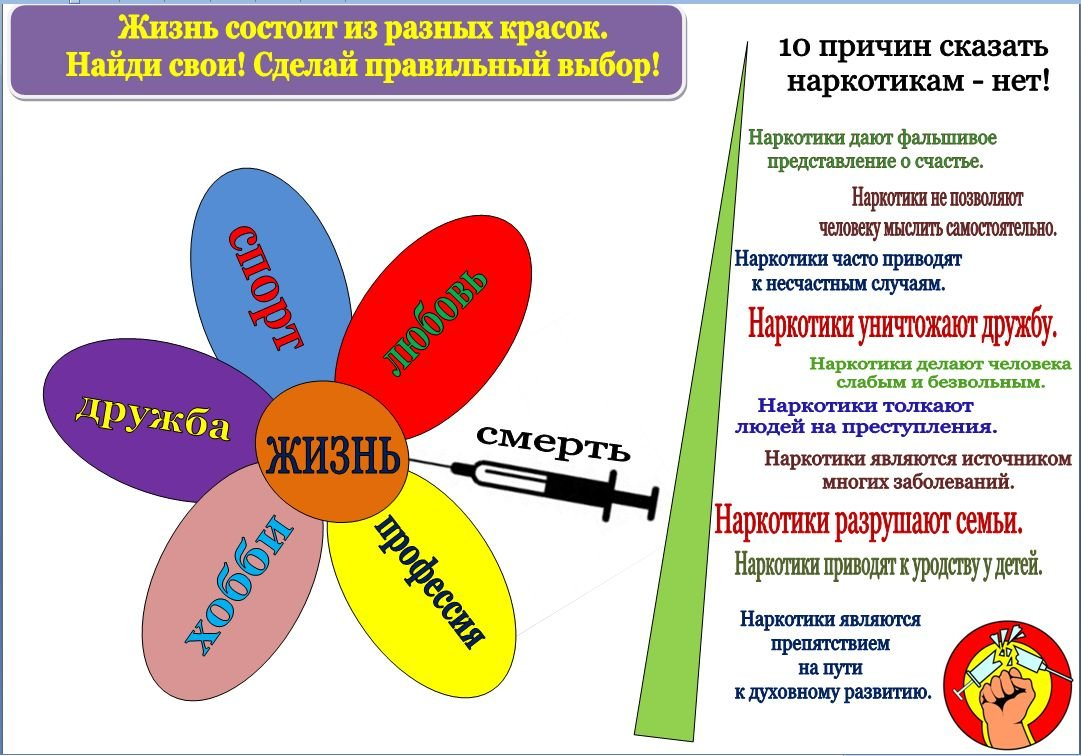 Жизнь состоит из разных красок.
Найди свои! Сделай правильный выбор!
спорт
любовь
дружба
ЖИЗНЬ
смерть
хобби
профессия
10 причин сказать
наркотикам - нет!
Наркотики дают фальшивое
представление о счастье.
Наркотики не позволяют
человеку мыслить самостоятельно.
Наркотики часто приводят
к несчастным случаям.
Наркотики уничтожают дружбу.
Наркотики делают человека
слабым и безвольным.
Наркотики толкают
людей на преступления.
Наркотики являются источником
многих заболеваний.
Наркотики разрушают семьи.
Наркотики приводят к уродству у детей.
Наркотики являются
препятствием
на пути
к духовному развитию.